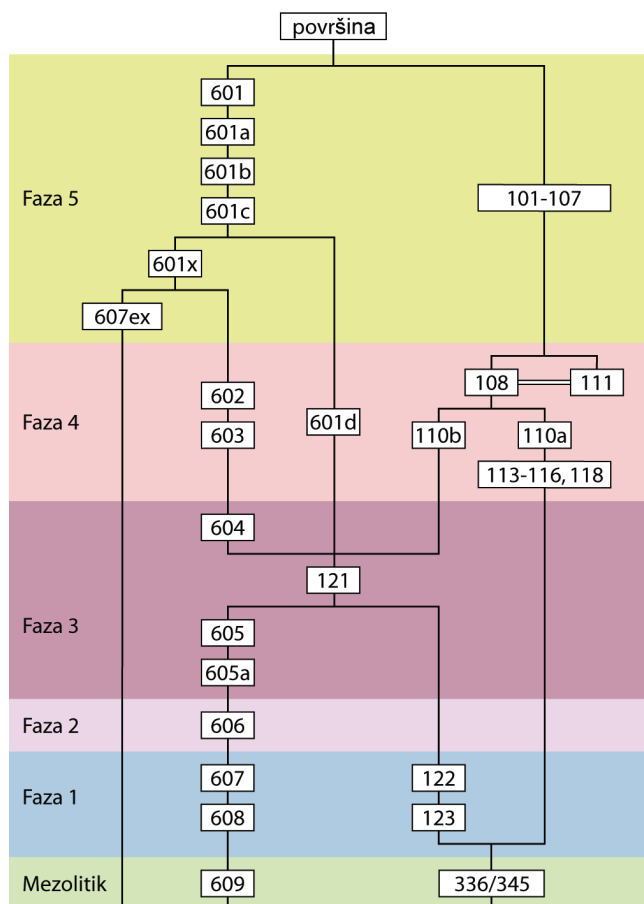 površina
601
601a
601b
Faza 5
101-107
601c
601x
607ex
108
111
602
Faza 4
603
601d
110b
110a
113-116, 118
604
121
Faza 3
605
605a
Faza 2
606
607
122
Faza 1
608
123
Mezolitik
609
336/345